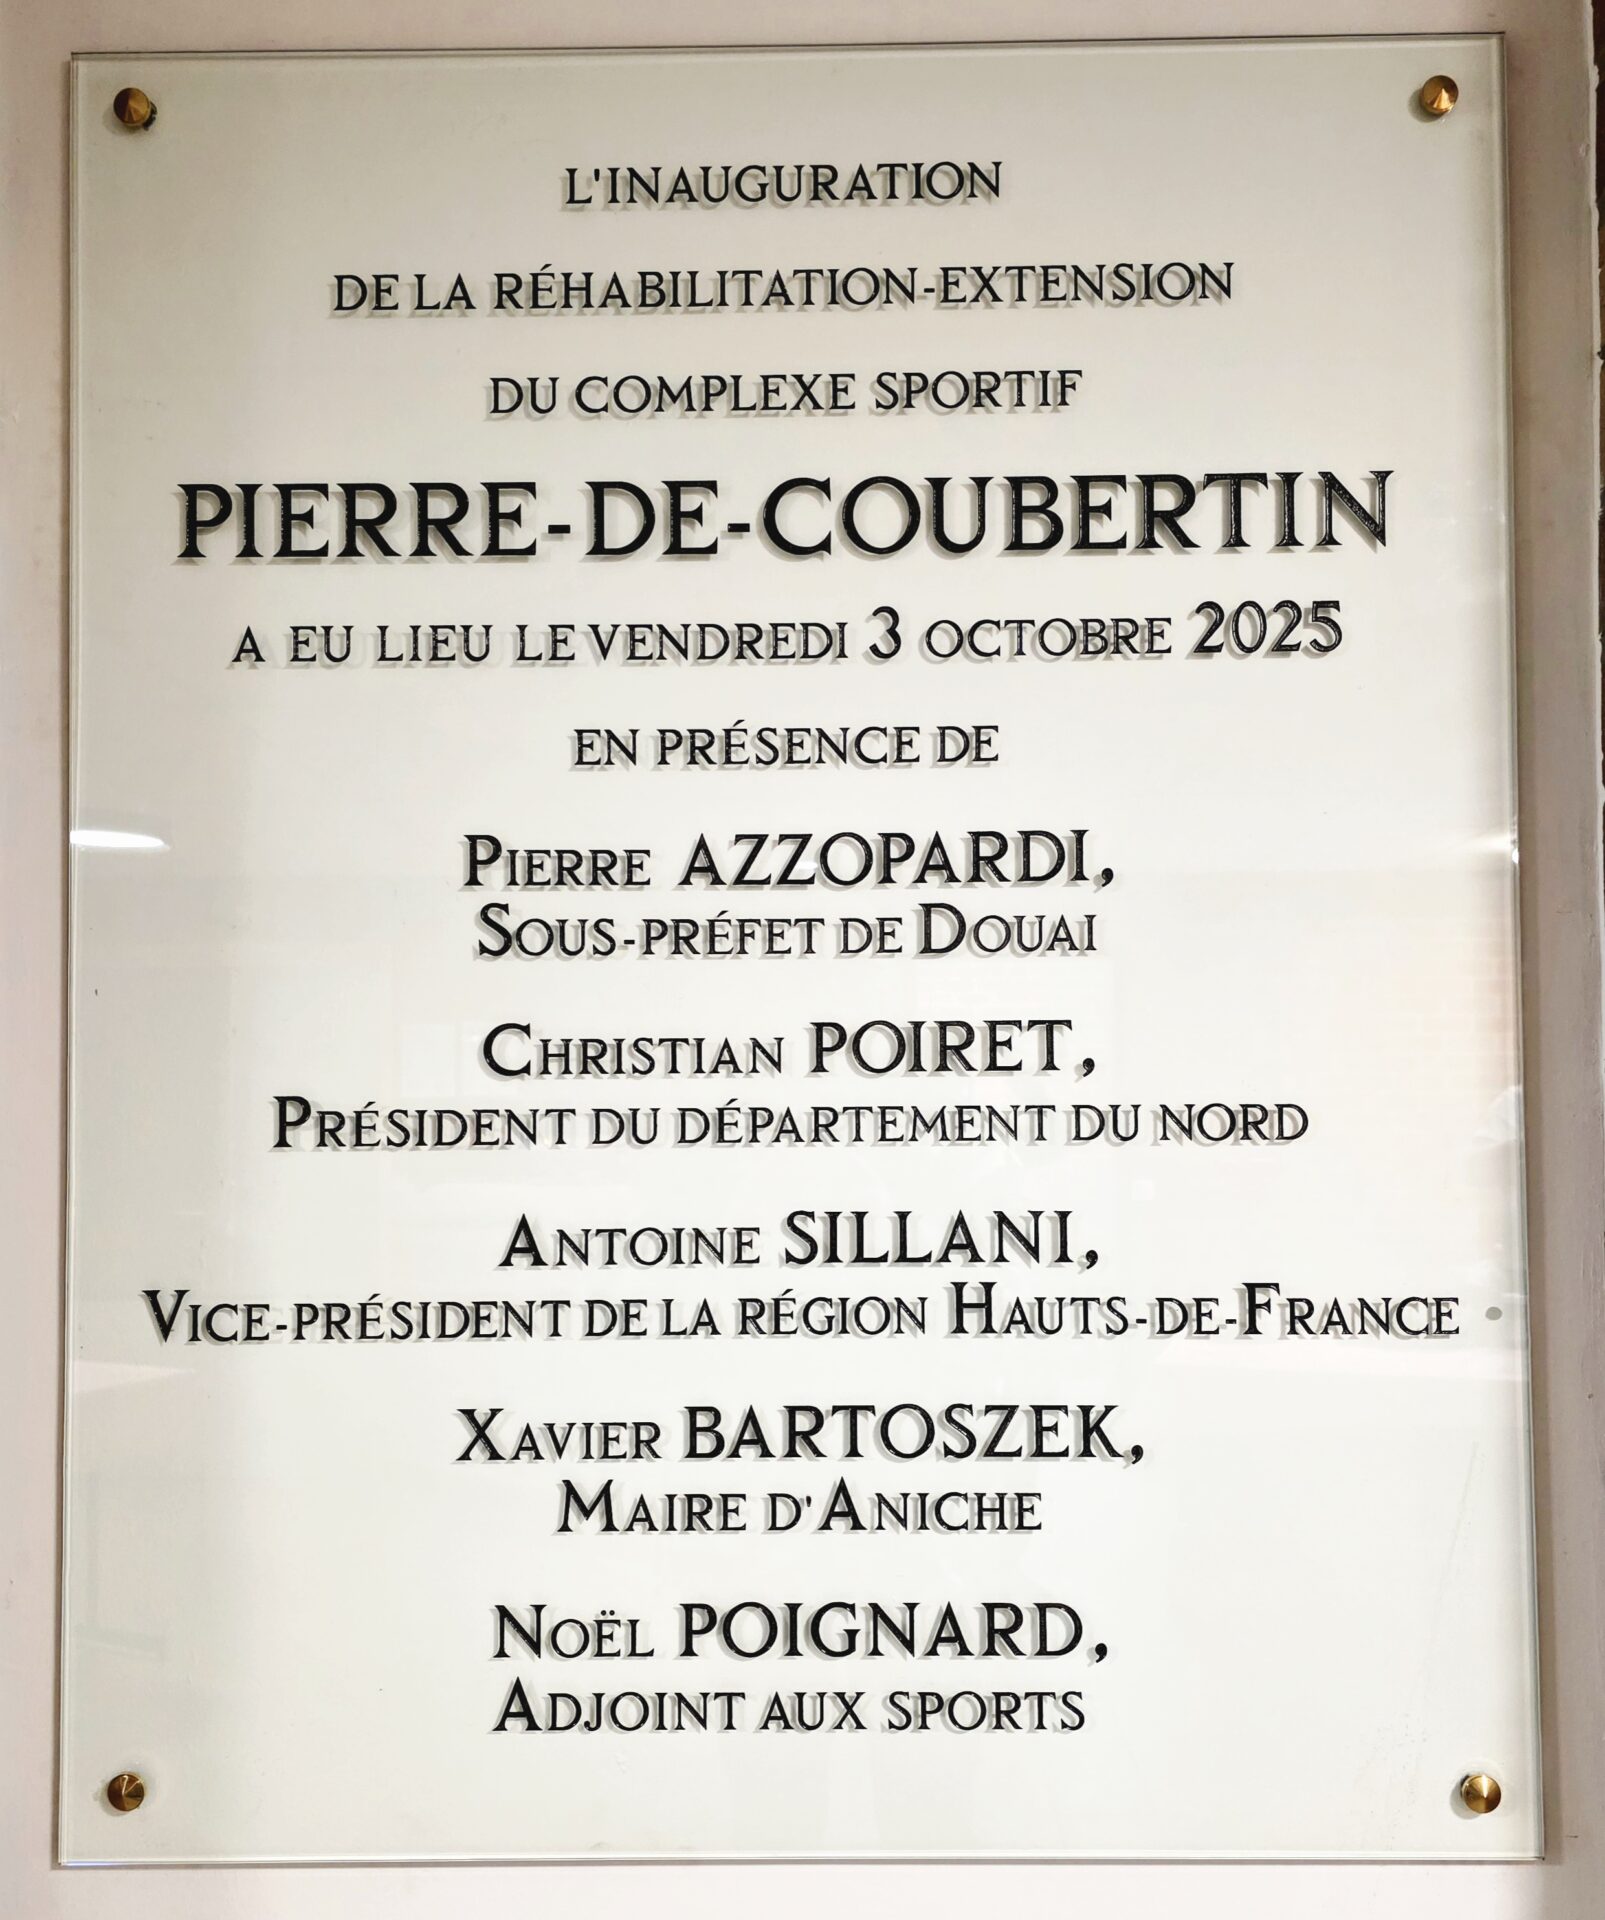 L'INAUGURATION
DE LA RÉHABILITATION-EXTENSION
DU COMPLEXE SPORTIF
PIERRE-DE-COUBERTIN
A EU LIEU LE VENDREDI 3 OCTOBRE 2025
EN PRÉSENCE DE
PIERRE AZZOPARDI,
SOUS-PRÉFET DE DOUAI
CHRISTIAN POIRET,
PRÉSIDENT DU DÉPARTEMENT DU NORD
ANTOINE SILLANI,
VICE-PRÉSIDENT DE LA RÉGION HAUTS-DE-FRANCE
XAVIER BARTOSZEK,
MAIRE D'ANICHE
NOËL POIGNARD,
ADJOINT AUX SPORTS